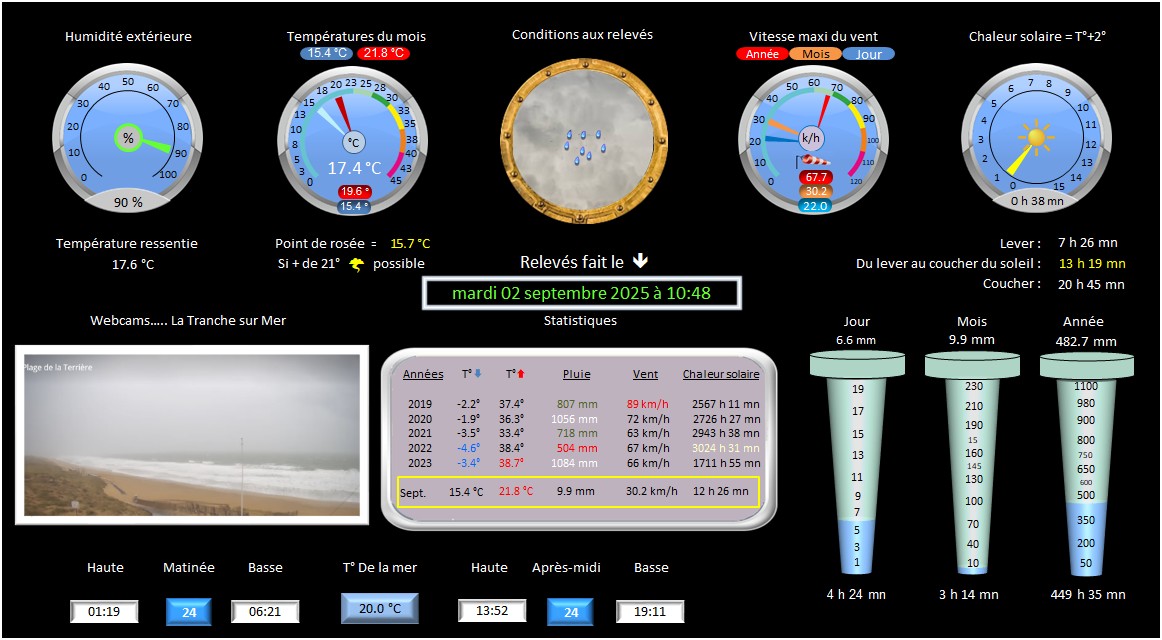 Humidité extérieure
0 10 20 30 40 50 60 70 80 90 100
%
90 %
Températures du mois
15.4 °C 21.8 °C
0 3 5 8 10 13 15 18 20 23 25 28 30 33 35 38 40 43 45
°C
17.4 °C
19.6 °
15.4 °
Conditions aux relevés
Vitesse maxi du vent
Année Mois Jour
0 10 20 30 40 50 60 70 80 90 100 110 120
k/h
67.7
30.2
22.0
Chaleur solaire = T°+2°
0 1 2 3 4 5 6 7 8 9 10 11 12 13 14 15
0 h 38 mn
Température ressentie
17.6 °C
Point de rosée = 15.7 °C
Si + de 21° possible
Relevés fait le
mardi 02 septembre 2025 à 10:48
Lever : 7 h 26 mn
Du lever au coucher du soleil : 13 h 19 mn
Coucher : 20 h 45 mn
Webcams….. La Tranche sur Mer
Plage de la Terrière
Statistiques
Années T° T° Pluie Vent Chaleur solaire
2019 -2.2° 37.4° 807 mm 89 km/h 2567 h 11 mn
2020 -1.9° 36.3° 1056 mm 72 km/h 2726 h 27 mn
2021 -3.5° 33.4° 718 mm 63 km/h 2943 h 38 mn
2022 -4.6° 38.4° 504 mm 67 km/h 3024 h 31 mn
2023 -3.4° 38.7° 1084 mm 66 km/h 1711 h 55 mn
Sept. 15.4 °C 21.8 °C 9.9 mm 30.2 km/h 12 h 26 mn
Jour
6.6 mm
19
17
15
13
11
9
7
5
3
1
4 h 24 mn
Mois
9.9 mm
230
210
190
15
160
145
130
100
70
40
10
3 h 14 mn
Année
482.7 mm
1100
980
900
800
750
650
600
500
350
200
50
449 h 35 mn
Haute Matinée Basse
01:19 24 06:21
T° De la mer
20.0 °C
Haute Après-midi Basse
13:52 24 19:11